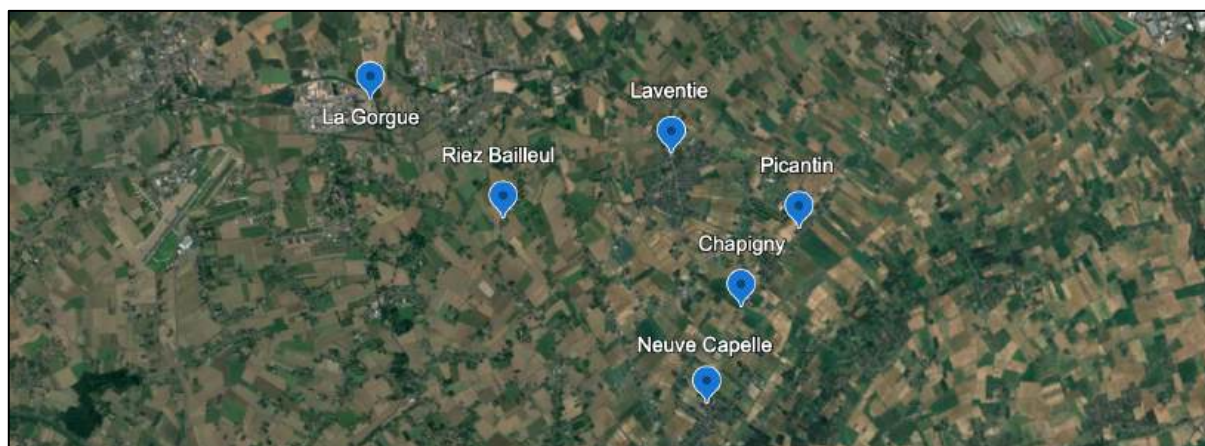 Laventie
La Gorgue
Riez Bailleul
Picantin
Chapigny
Neuve Capelle